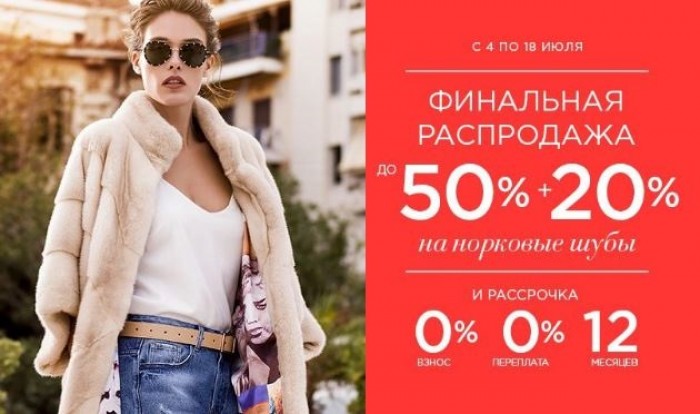 С 4 ПО 18 ИЮЛЯ
ФИНАЛЬНАЯ
РАСПРОДАЖА
ДО 50% + 20%
на норковые шубы
И РАССРОЧКА
0% 0% 12
ВЗНОС ПЕРЕПЛАТА МЕСЯЦЕВ